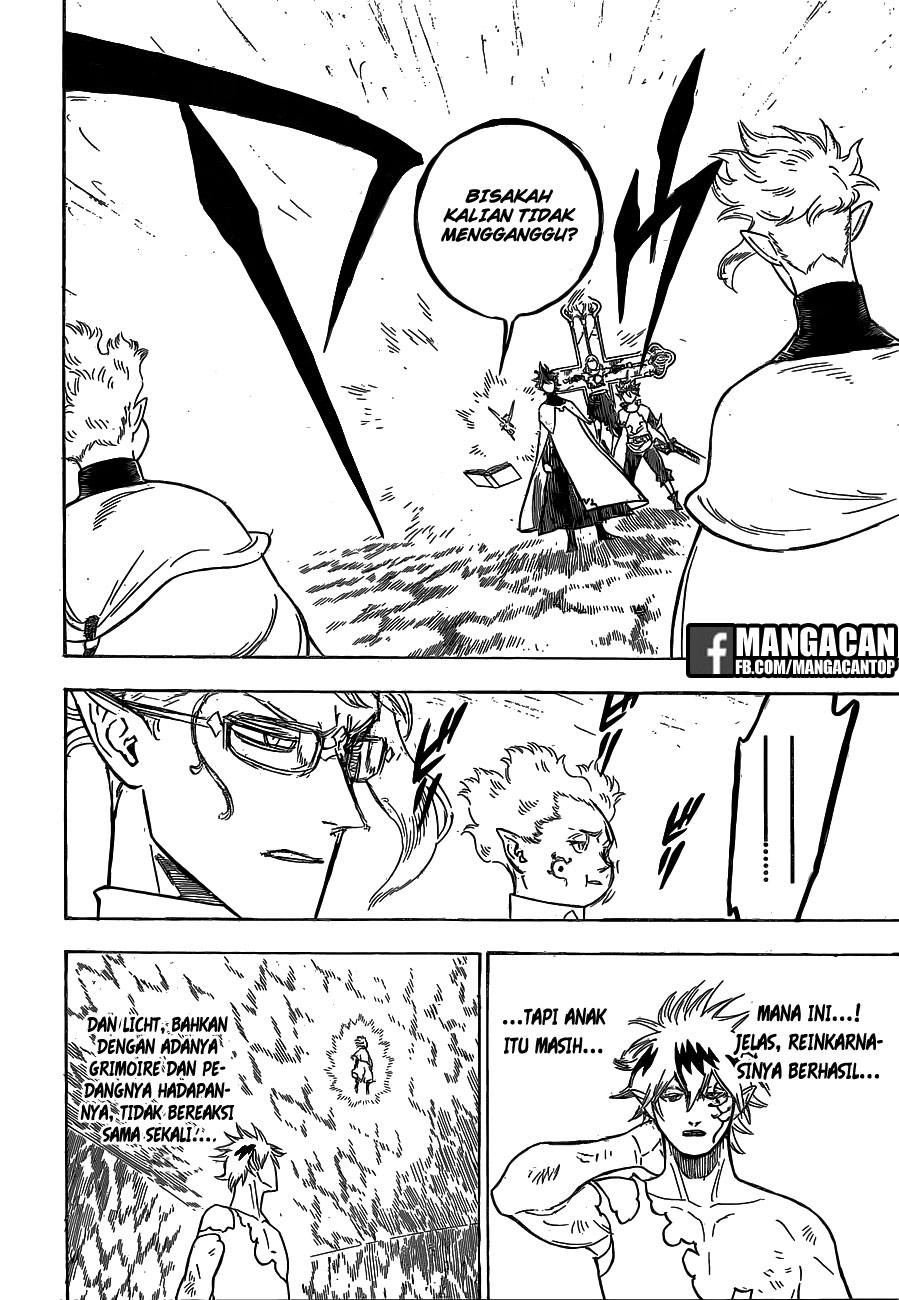 BISAKAH
KALIAN TIDAK
MENGGANGGU?
MANGACAN
FB.COM/MANGACANTOP
MANA INI...!
JELAS, REINKARNA-
SINYA BERHASIL...
...TAPI ANAK
ITU MASIH...
DAN LICHT, BAHKAN
DENGAN ADANYA
GRIMOIRE DAN PE-
DANGNYA HADAPAN-
NYA, TIDAK BEREAKSI
SAMA SEKALI....